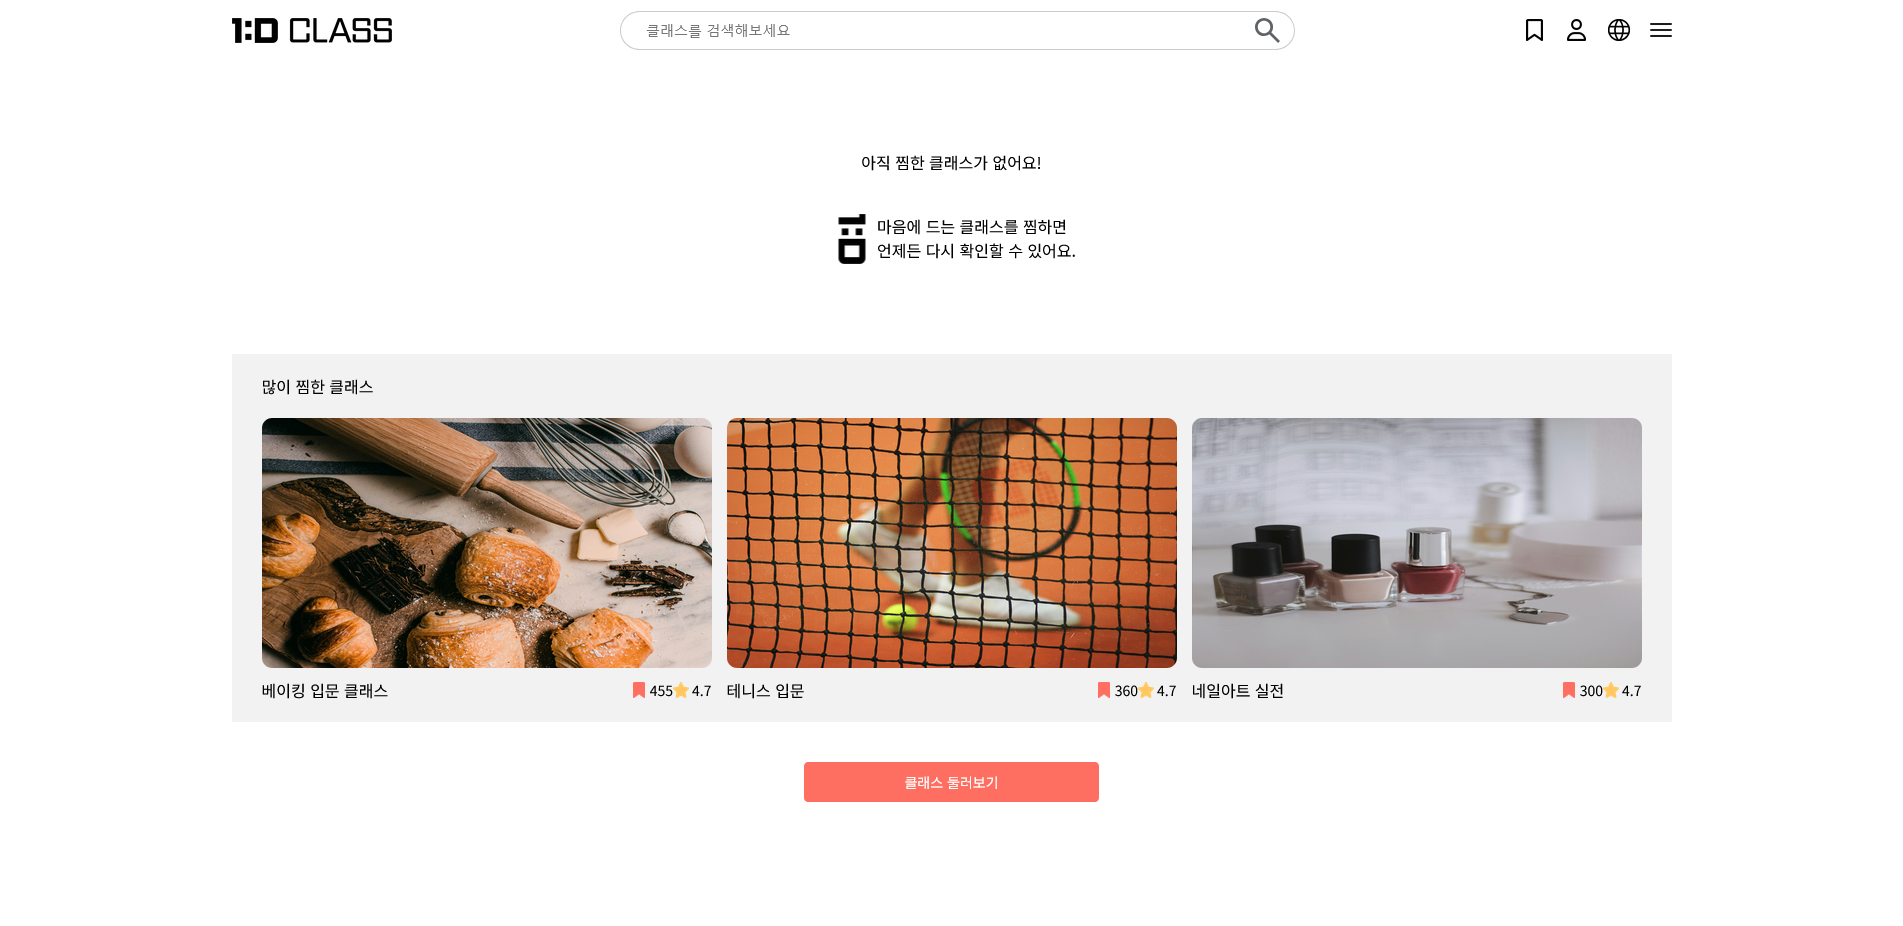 1:D CLASS
클래스를 검색해보세요
아직 찜한 클래스가 없어요!
1:D
마음에 드는 클래스를 찜하면
언제든 다시 확인할 수 있어요.
많이 찜한 클래스
베이킹 입문 클래스 455 4.7
테니스 입문 360 4.7
네일아트 실전 300 4.7
클래스 둘러보기